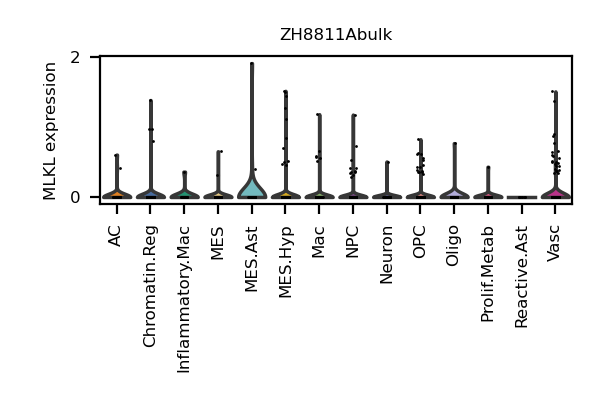 ZH8811Abulk
MLKL expression
2
0
AC
Chromatin.Reg
Inflammatory.Mac
MES
MES.Ast
MES.Hyp
Mac
NPC
Neuron
OPC
Oligo
Prolif.Metab
Reactive.Ast
Vasc